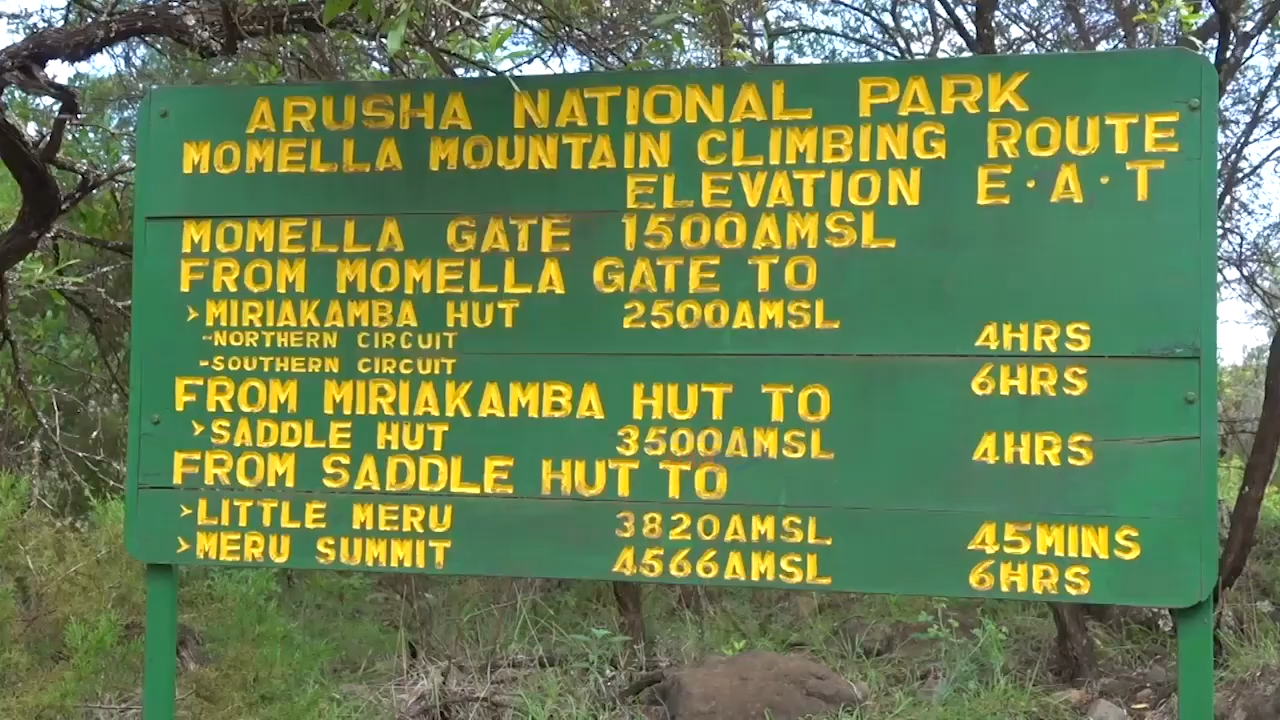 ARUSHA NATIONAL PARK
MOMELLA MOUNTAIN CLIMBING ROUTE
ELEVATION E·A·T
MOMELLA GATE 1500AMSL
FROM MOMELLA GATE TO
>MIRIAKAMBA HUT 2500AMSL
-NORTHERN CIRCUIT 4HRS
-SOUTHERN CIRCUIT 6HRS
FROM MIRIAKAMBA HUT TO
>SADDLE HUT 3500AMSL 4HRS
FROM SADDLE HUT TO
>LITTLE MERU 3820AMSL 45MINS
>MERU SUMMIT 4566AMSL 6HRS